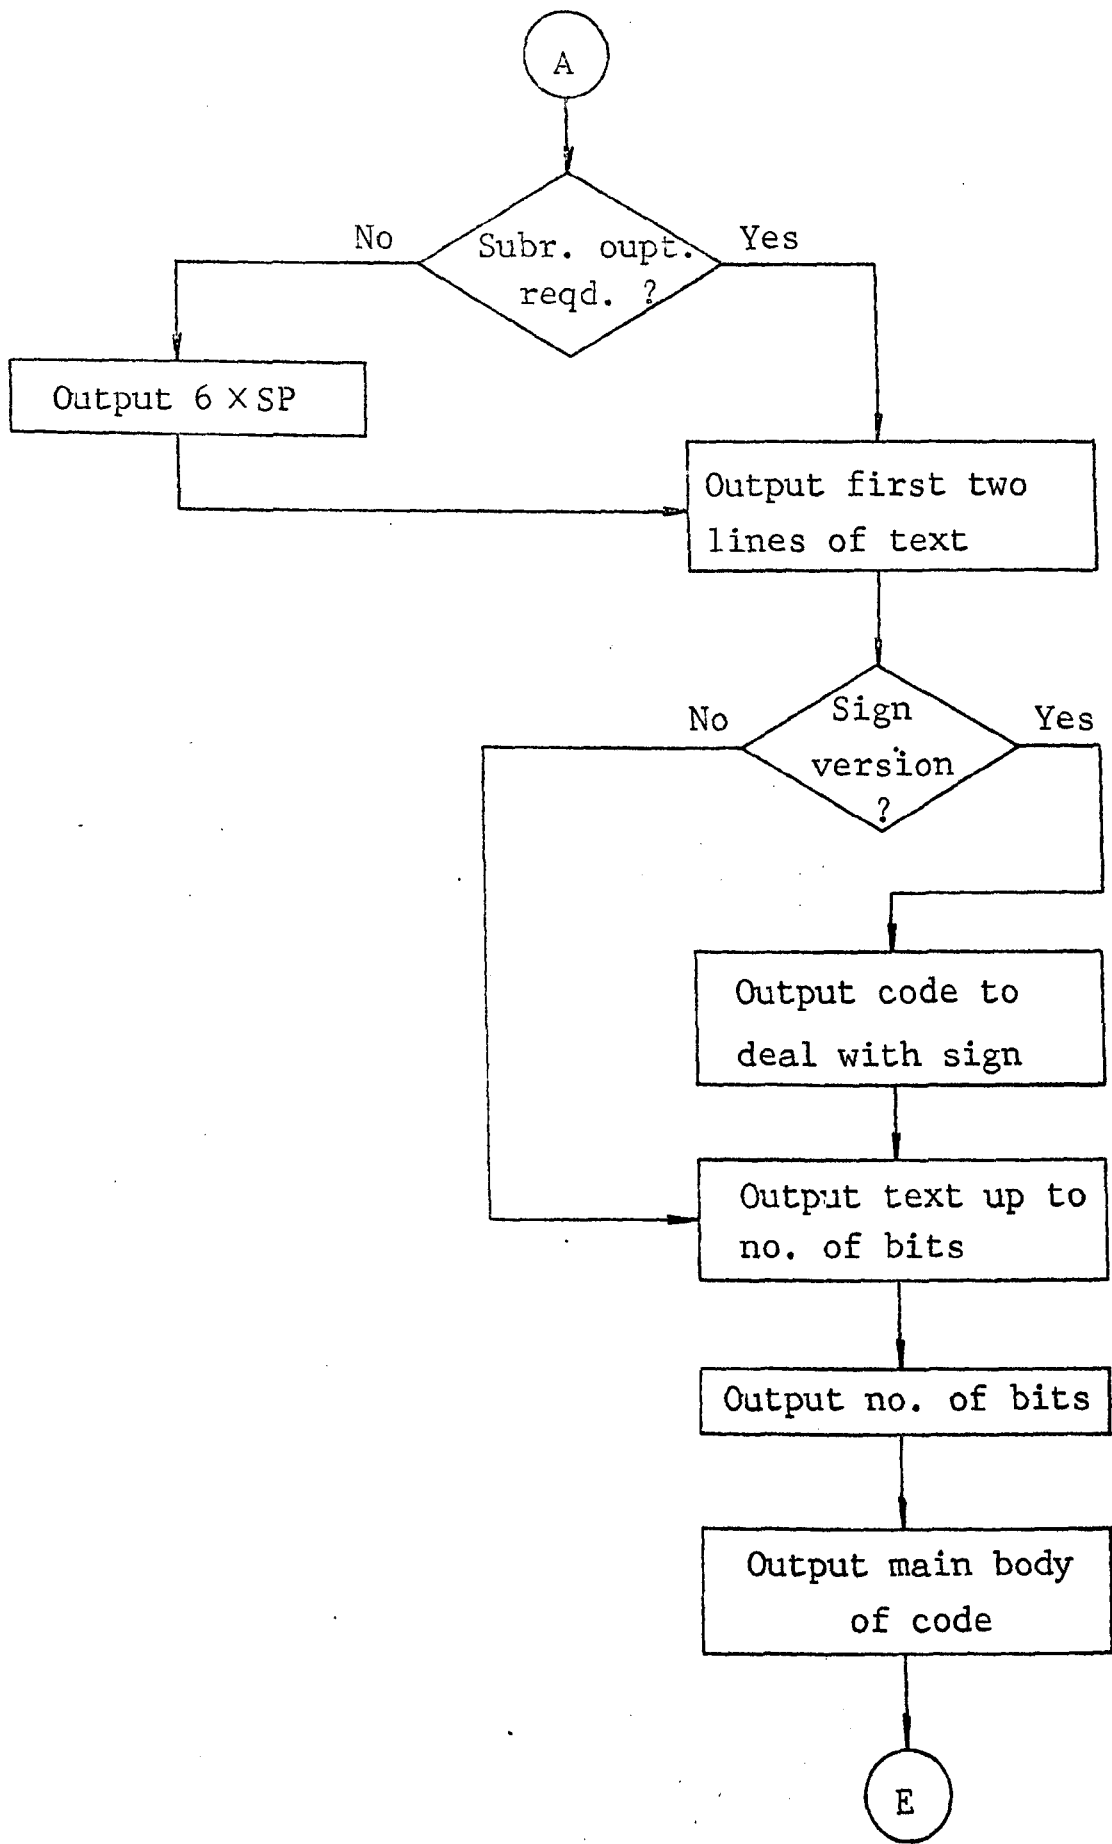 A
No
Subr. oupt.
Yes
reqd. ?
Output 6 × SP
Output first two
lines of text
No
Sign
Yes
version
?
Output code to
deal with sign
Output text up to
no. of bits
Output no. of bits
Output main body
of code
E